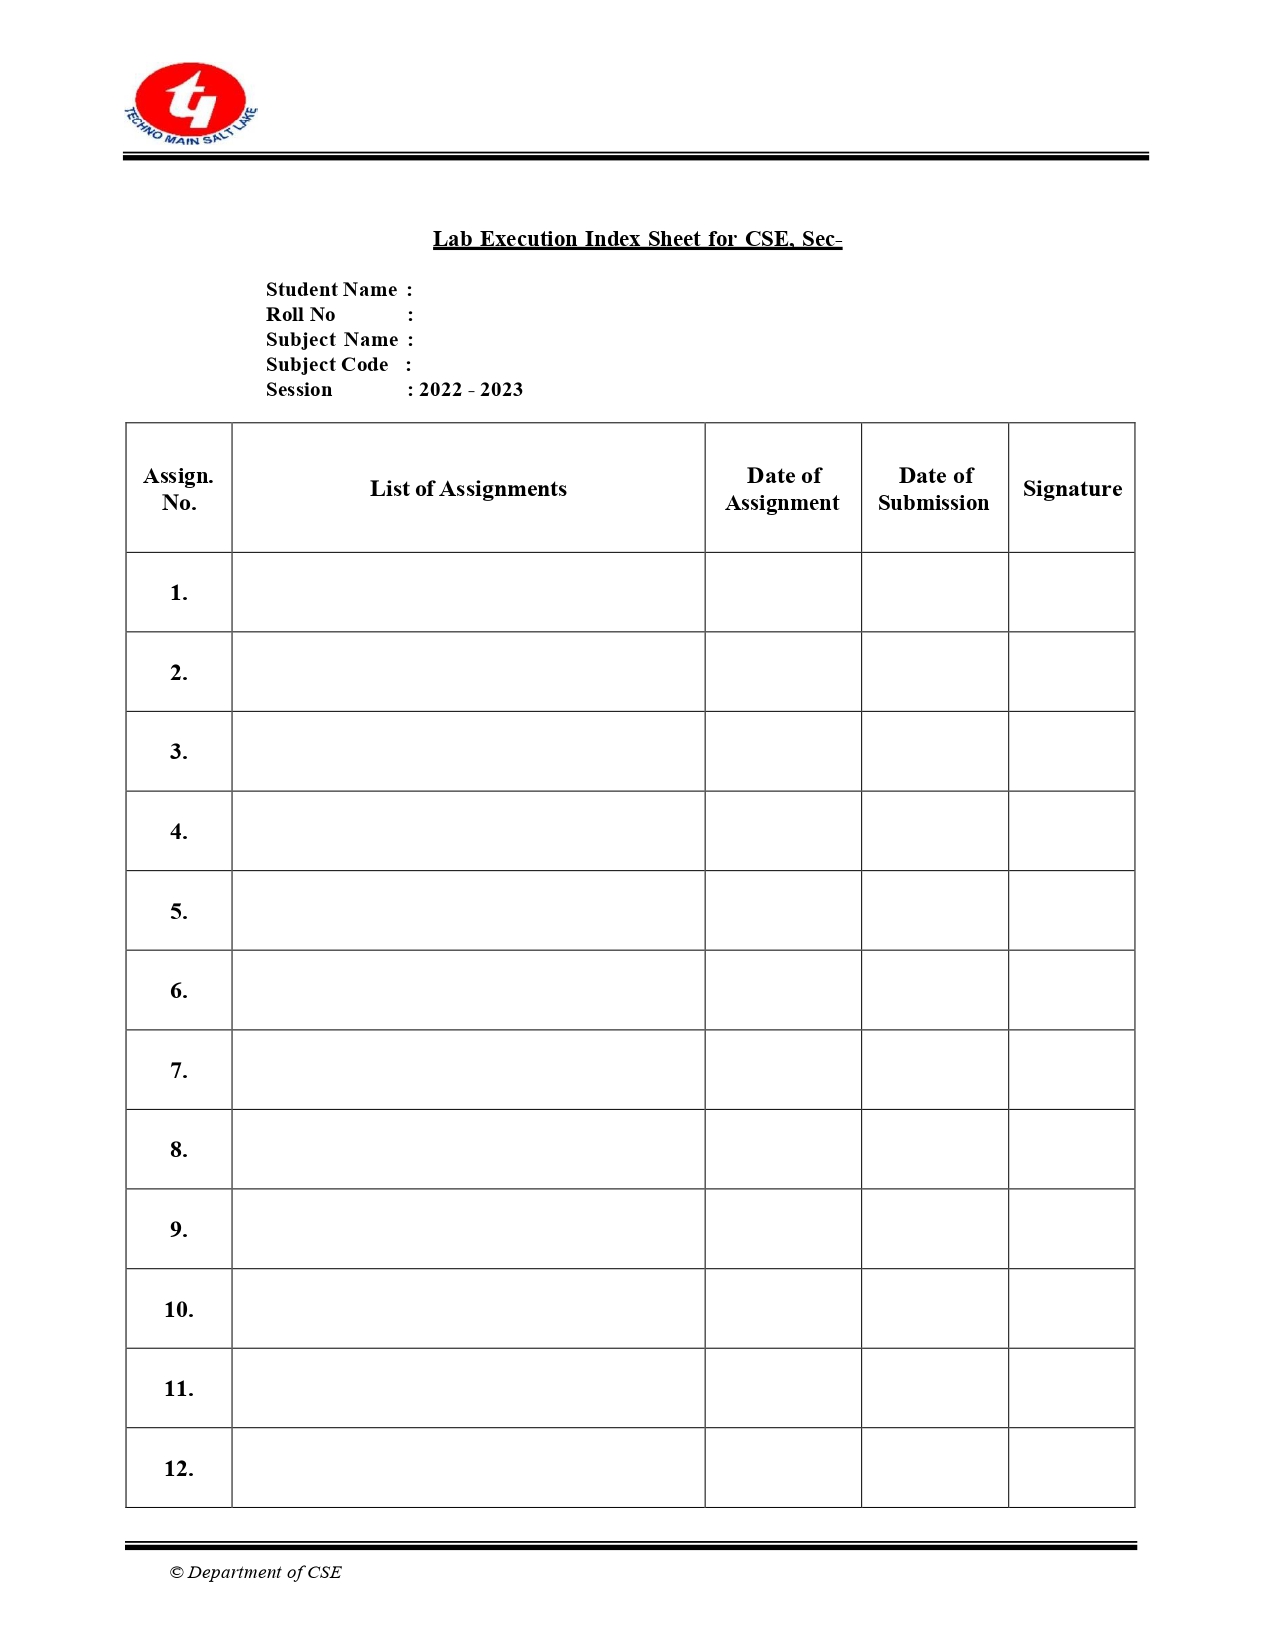 TECHNO MAIN SALT LAKE
Lab Execution Index Sheet for CSE, Sec-
Student Name :
Roll No :
Subject Name :
Subject Code :
Session : 2022 - 2023
Assign. No.
List of Assignments
Date of Assignment
Date of Submission
Signature
1.
2.
3.
4.
5.
6.
7.
8.
9.
10.
11.
12.
© Department of CSE